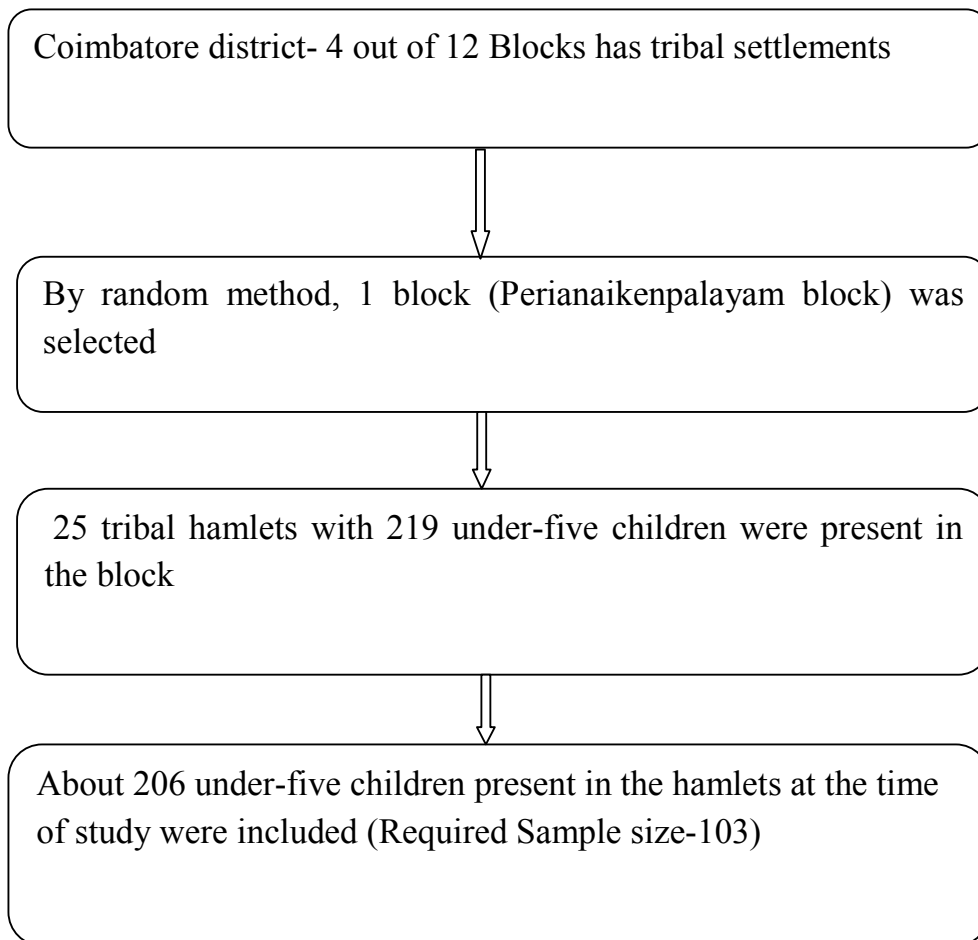 Coimbatore district- 4 out of 12 Blocks has tribal settlements
By random method, 1 block (Perianaikenpalayam block) was
selected
25 tribal hamlets with 219 under-five children were present in
the block
About 206 under-five children present in the hamlets at the time
of study were included (Required Sample size-103)